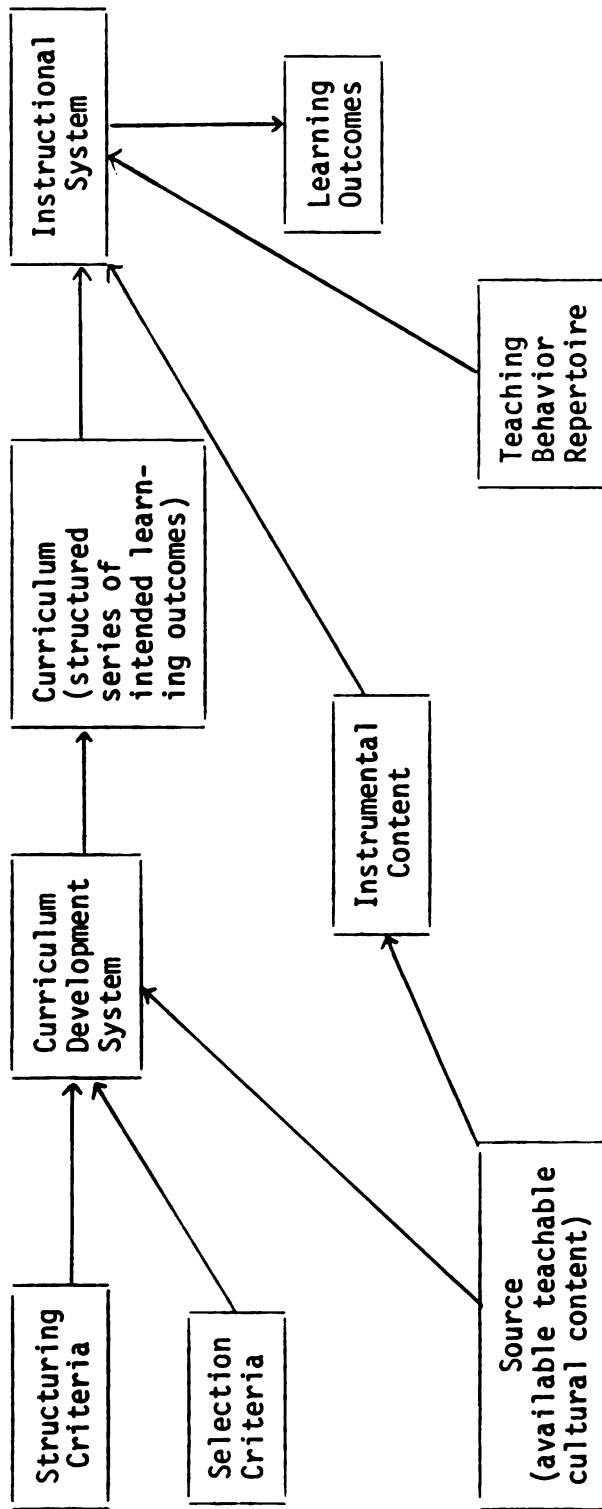 Structuring
Criteria
Selection
Criteria
Source
(available teachable
cultural content)
Curriculum
Development
System
Instrumental
Content
Curriculum
(structured
series of
intended learn-
ing outcomes)
Teaching
Behavior
Repertoire
Instructional
System
Learning
Outcomes